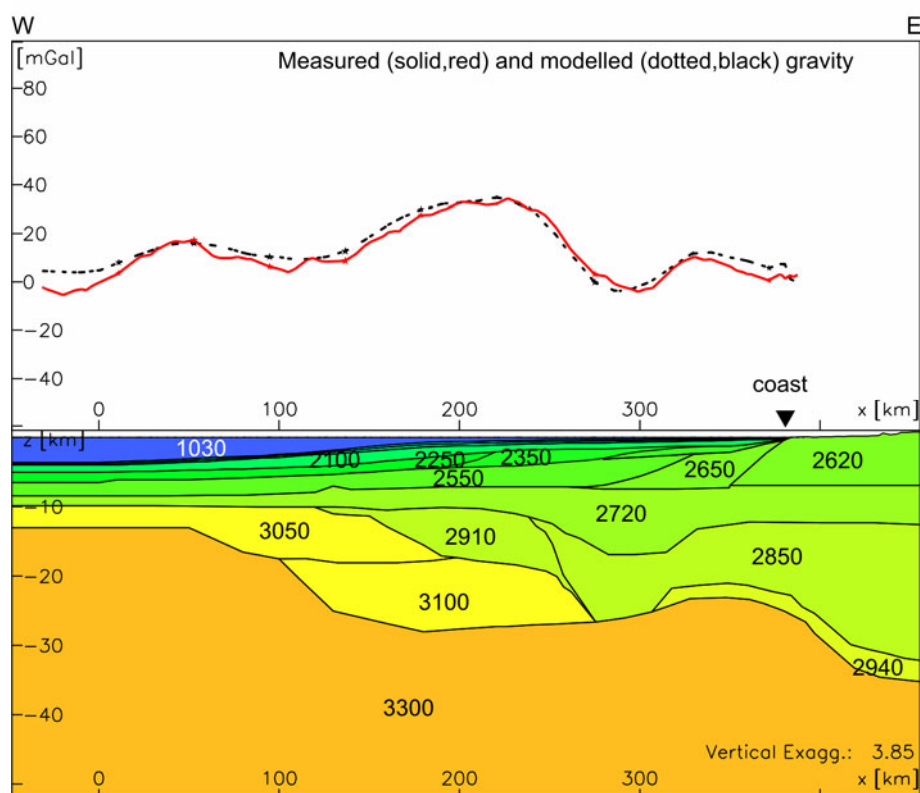 W E
[mGal]
Measured (solid,red) and modelled (dotted,black) gravity
80
60
40
20
0
−20
−40
coast
0 100 200 300 x [km]
z [km]
1030
2100 2250 2350 2650 2620
2550
−10
2720
3050 2910
2850
−20
3100
−30
2940
3300
−40
Vertical Exagg.: 3.85
0 100 200 300 x [km]